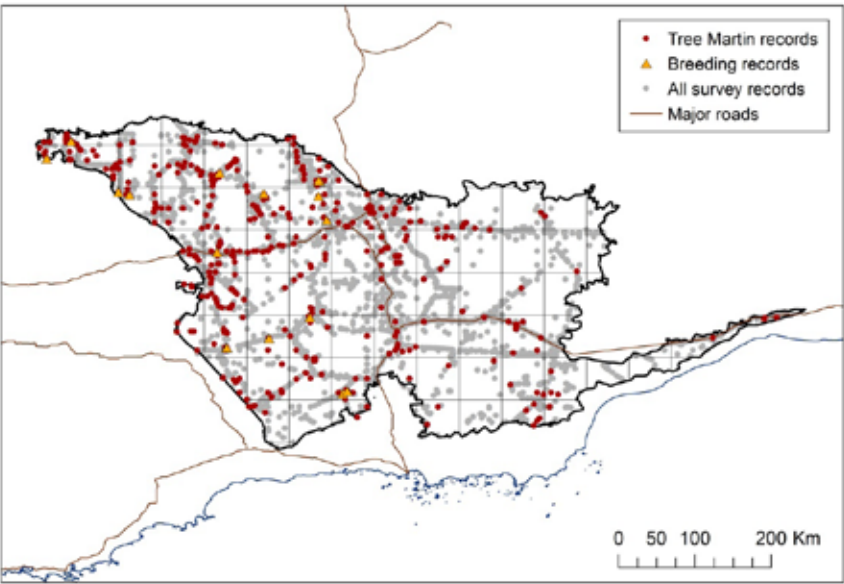 Tree Martin records
Breeding records
All survey records
Major roads
0 50 100 200 Km